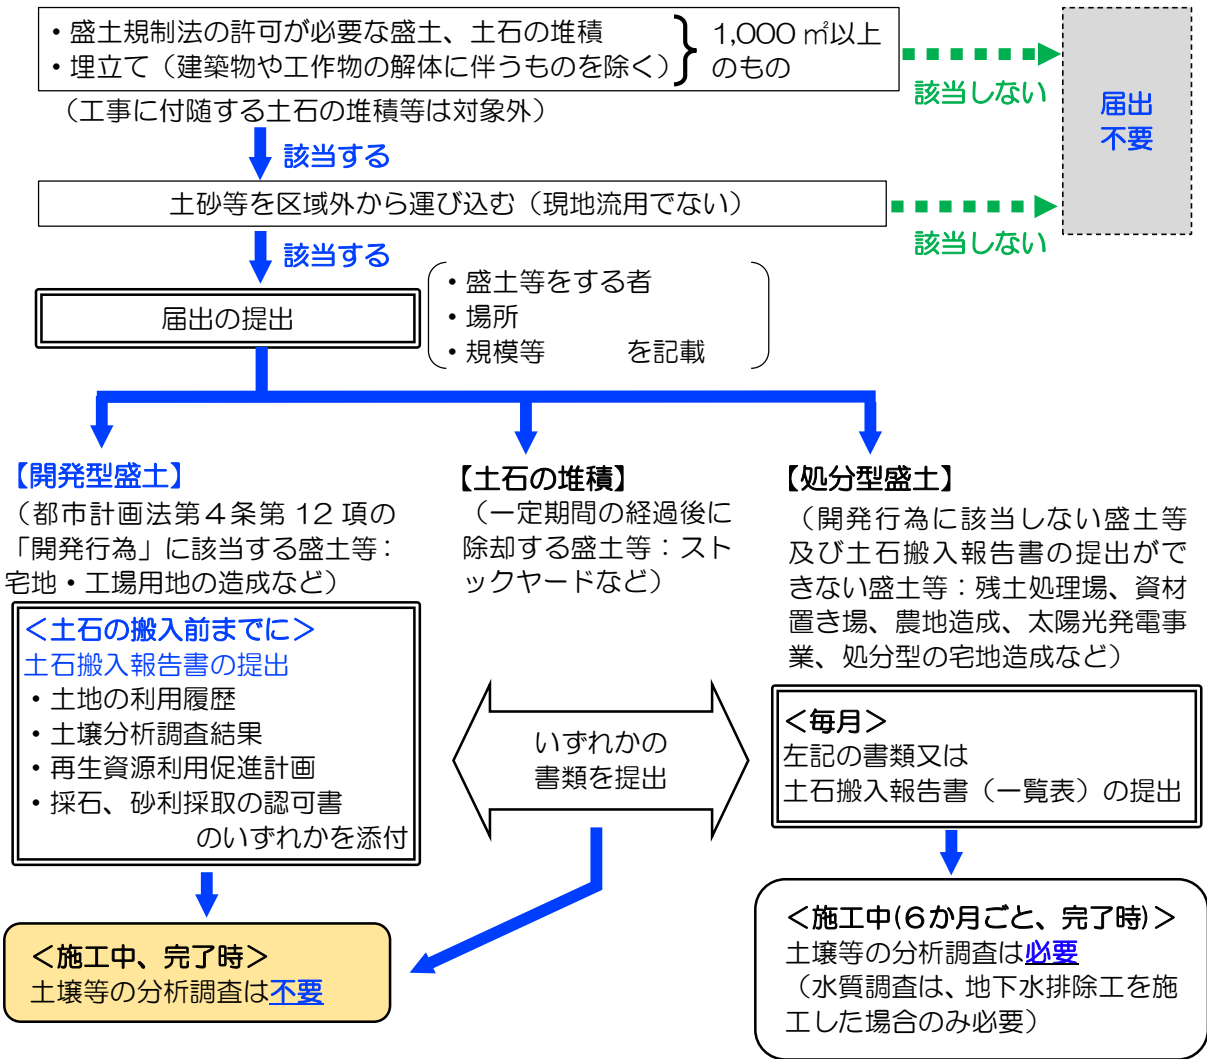 ・盛土規制法の許可が必要な盛土、土石の堆積
・埋立て（建築物や工作物の解体に伴うものを除く）
1,000 ㎡以上
のもの
（工事に付随する土石の堆積等は対象外）
該当しない
届出
不要
該当する
土砂等を区域外から運び込む（現地流用でない）
該当しない
該当する
届出の提出
・盛土等をする者
・場所
・規模等　　　を記載
【開発型盛土】
（都市計画法第４条第 12 項の
「開発行為」に該当する盛土等：
宅地・工場用地の造成など）
＜土石の搬入前までに＞
土石搬入報告書の提出
・土地の利用履歴
・土壌分析調査結果
・再生資源利用促進計画
・採石、砂利採取の認可書
のいずれかを添付
＜施工中、完了時＞
土壌等の分析調査は不要
【土石の堆積】
（一定期間の経過後に
除却する盛土等：スト
ックヤードなど）
いずれかの
書類を提出
【処分型盛土】
（開発行為に該当しない盛土等
及び土石搬入報告書の提出がで
きない盛土等：残土処理場、資材
置き場、農地造成、太陽光発電事
業、処分型の宅地造成など）
＜毎月＞
左記の書類又は
土石搬入報告書（一覧表）の提出
＜施工中(６か月ごと、完了時)＞
土壌等の分析調査は必要
（水質調査は、地下水排除工を施
工した場合のみ必要）